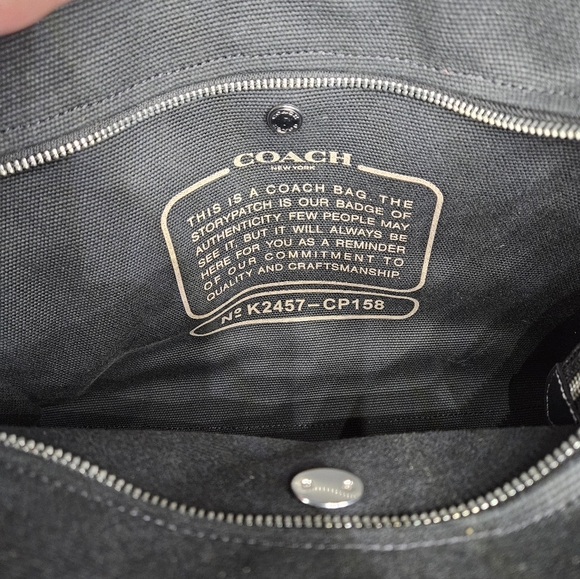 COACH
NEW YORK
THIS IS A COACH BAG. THE
STORYPATCH IS OUR BADGE OF
AUTHENTICITY. FEW PEOPLE MAY
SEE IT. BUT IT WILL ALWAYS BE
HERE FOR YOU AS A REMINDER
OF OUR COMMITMENT TO
QUALITY AND CRAFTSMANSHIP.
Nº K2457–CP158